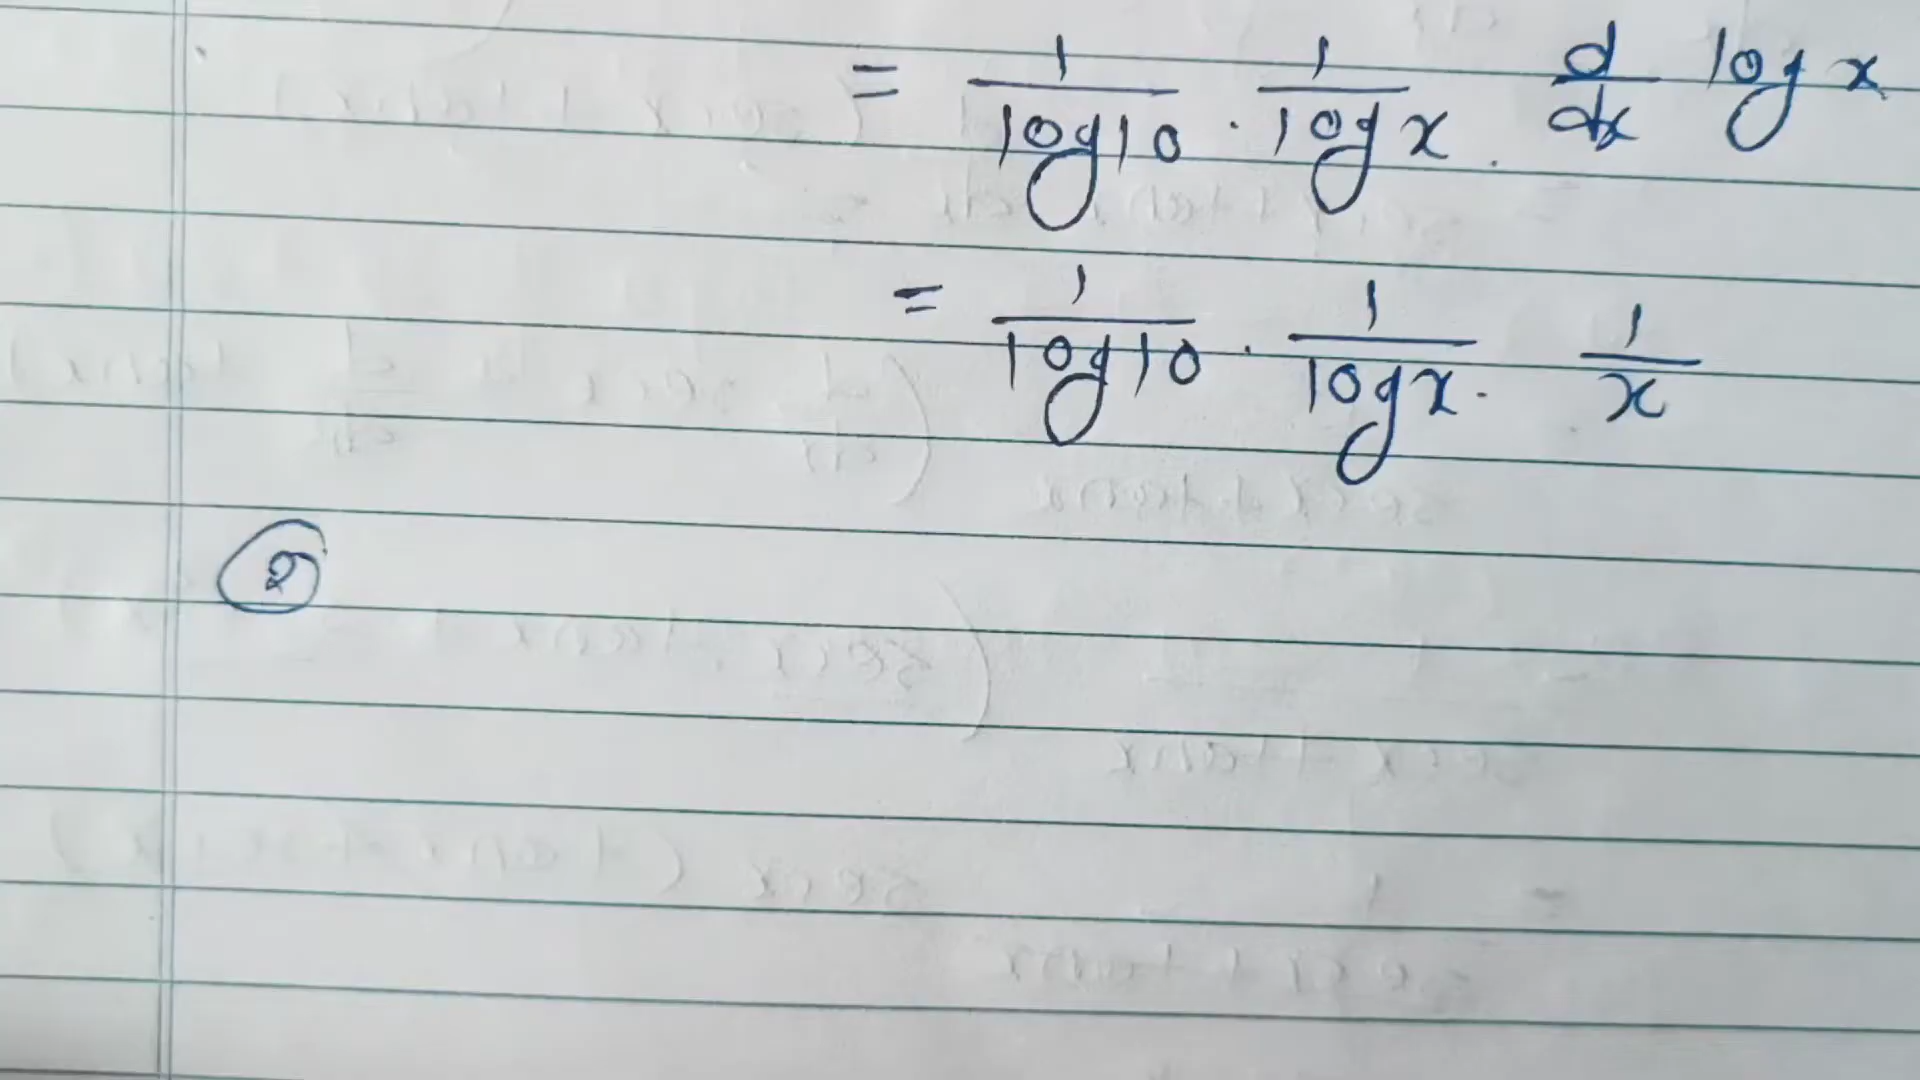 = 1/log10 · 1/logx . d/dx log x
= 1/log10 · 1/logx . 1/x
2